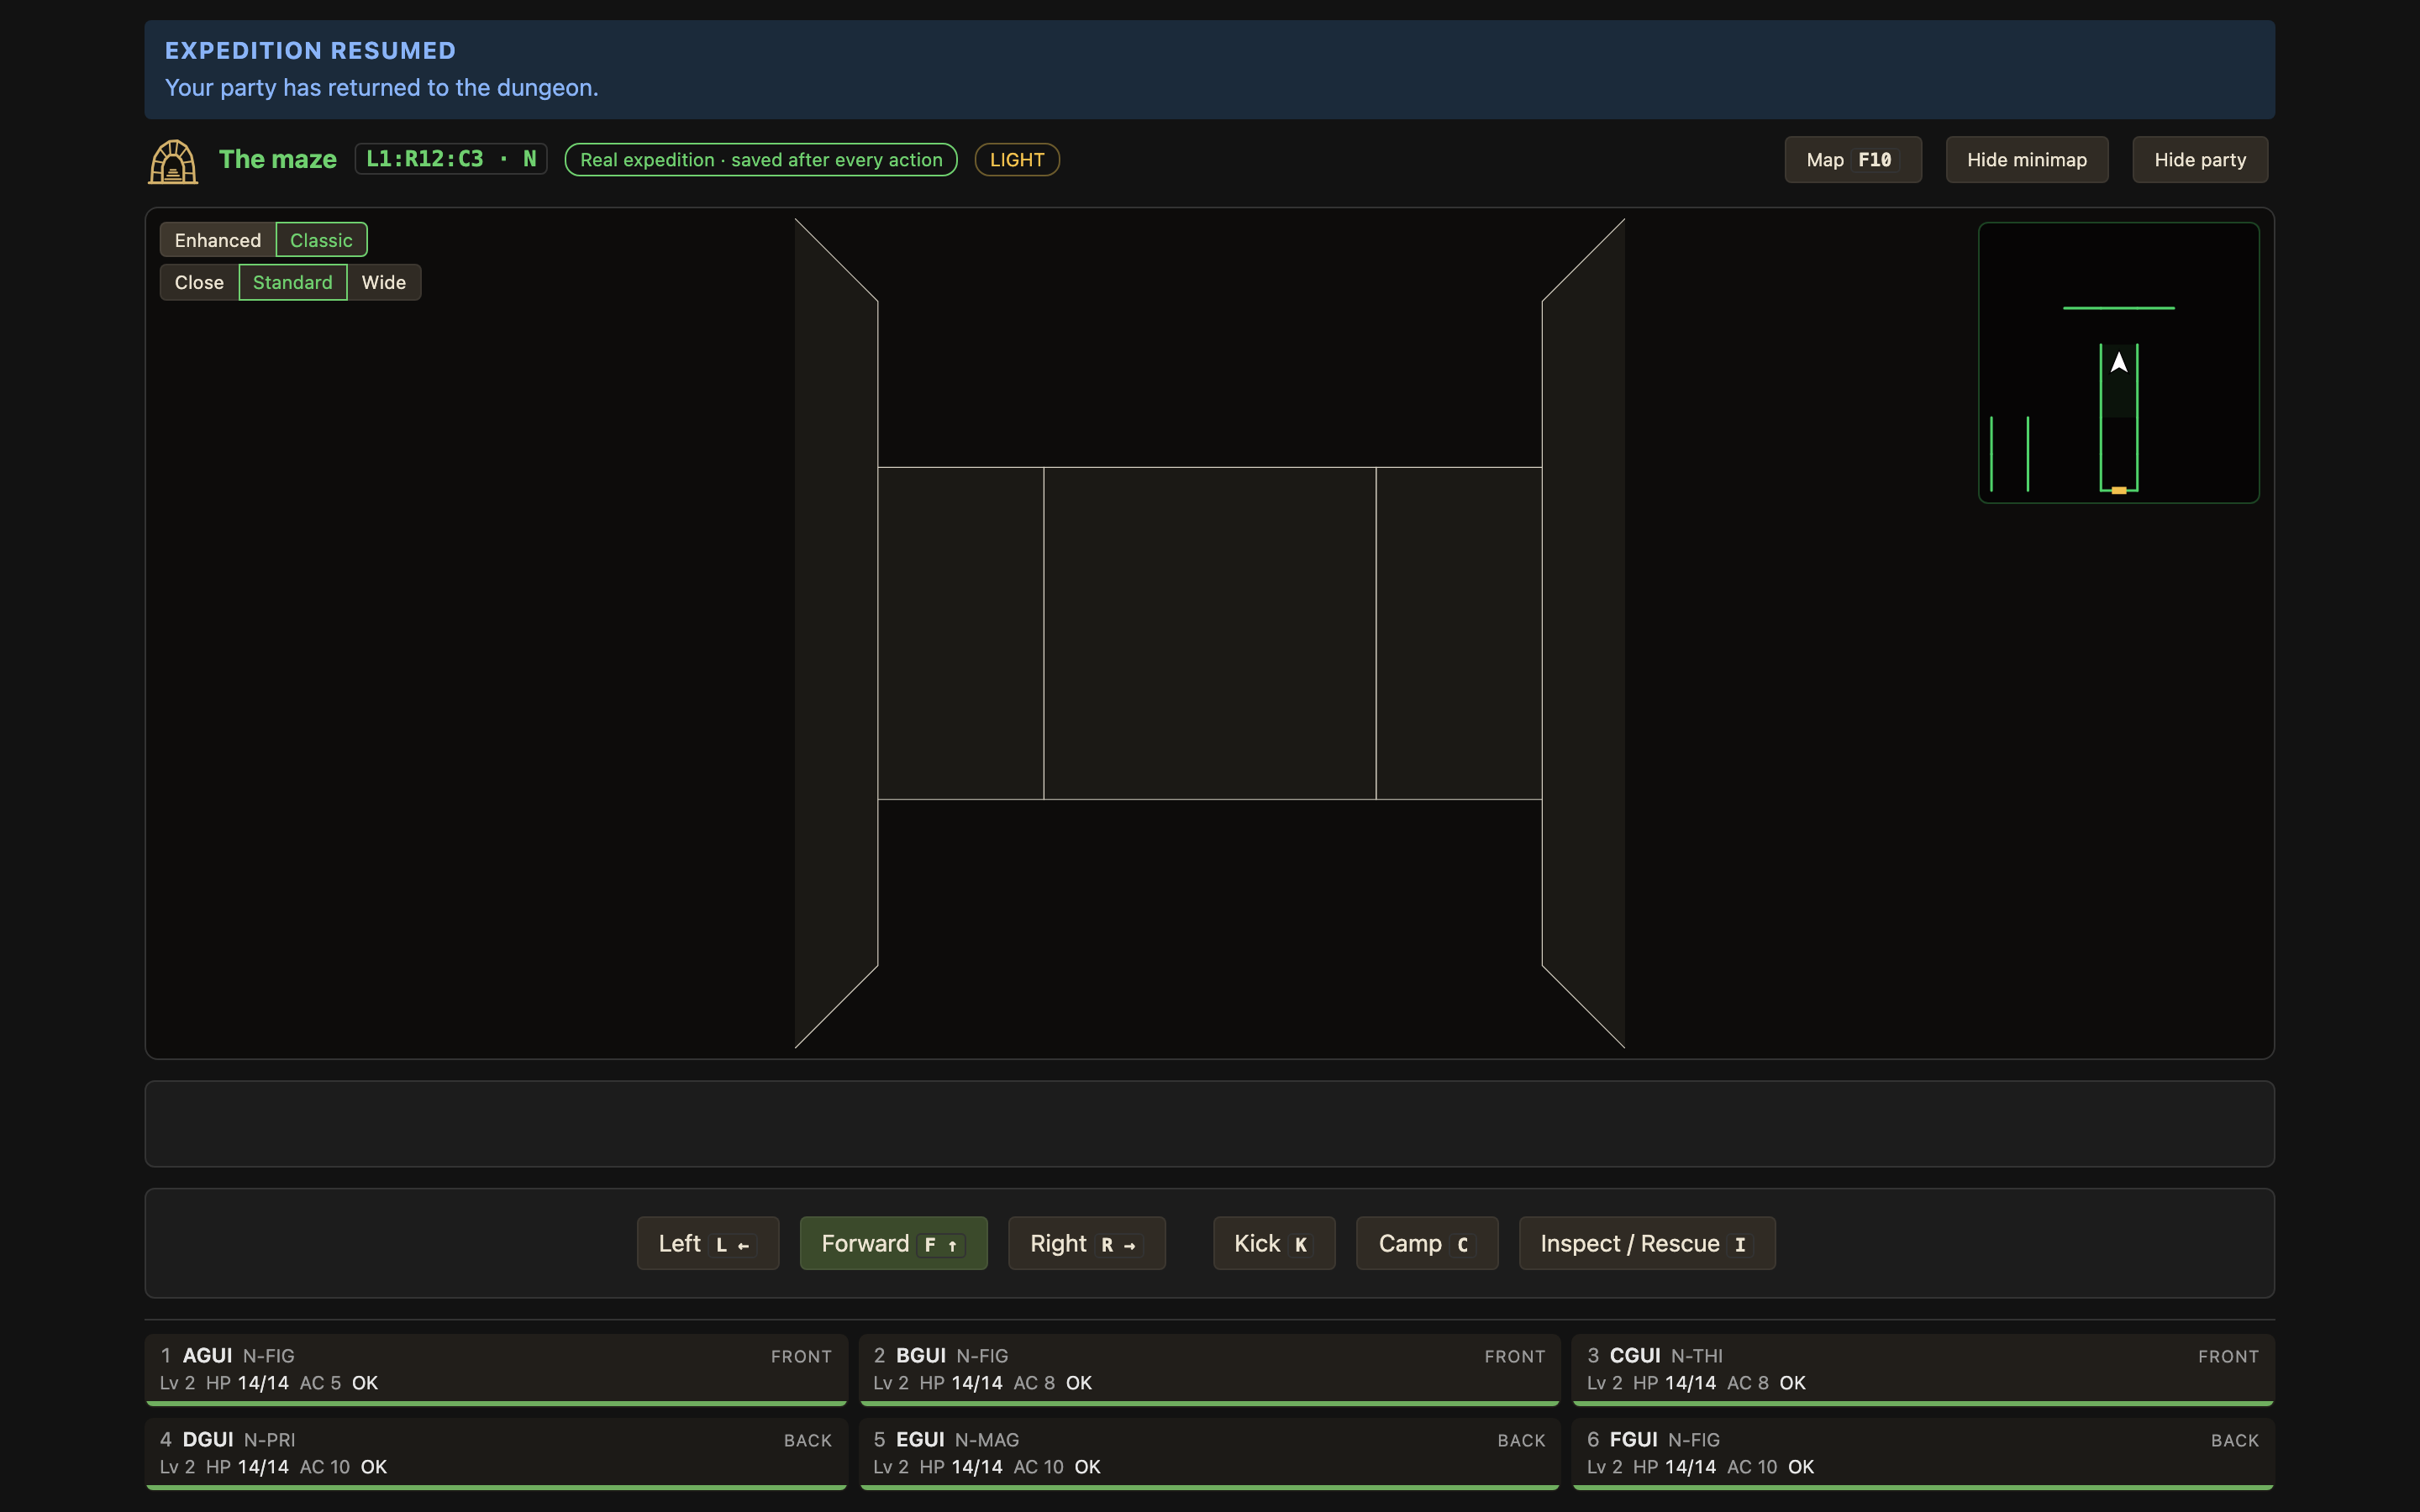 EXPEDITION RESUMED
Your party has returned to the dungeon.
The maze L1:R12:C3 · N Real expedition · saved after every action LIGHT Map F10 Hide minimap Hide party
Enhanced Classic
Close Standard Wide
Left L ← Forward F ↑ Right R → Kick K Camp C Inspect / Rescue I
1 AGUI N-FIG FRONT
Lv 2 HP 14/14 AC 5 OK
2 BGUI N-FIG FRONT
Lv 2 HP 14/14 AC 8 OK
3 CGUI N-THI FRONT
Lv 2 HP 14/14 AC 8 OK
4 DGUI N-PRI BACK
Lv 2 HP 14/14 AC 10 OK
5 EGUI N-MAG BACK
Lv 2 HP 14/14 AC 10 OK
6 FGUI N-FIG BACK
Lv 2 HP 14/14 AC 10 OK